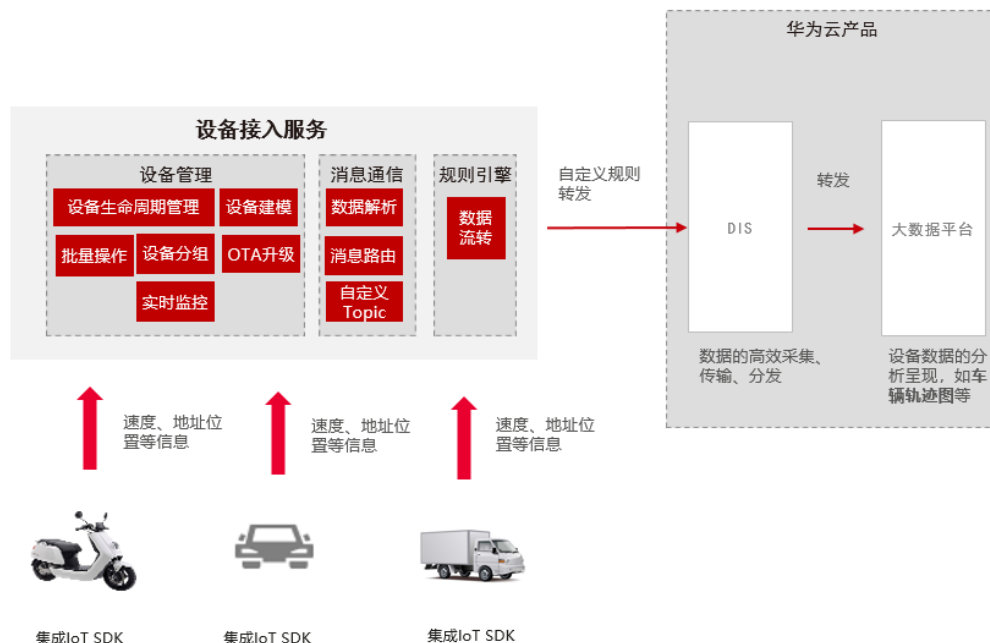 华为云产品
设备接入服务
设备管理
消息通信
规则引擎
设备生命周期管理
设备建模
批量操作
设备分组
OTA升级
实时监控
数据解析
消息路由
自定义
Topic
数据
流转
自定义规则
转发
DIS
转发
大数据平台
数据的高效采集、
传输、分发
设备数据的分
析呈现，如车
辆轨迹图等
速度、地址位
置等信息
速度、地址位
置等信息
速度、地址位
置等信息
集成IoT SDK
集成IoT SDK
集成IoT SDK